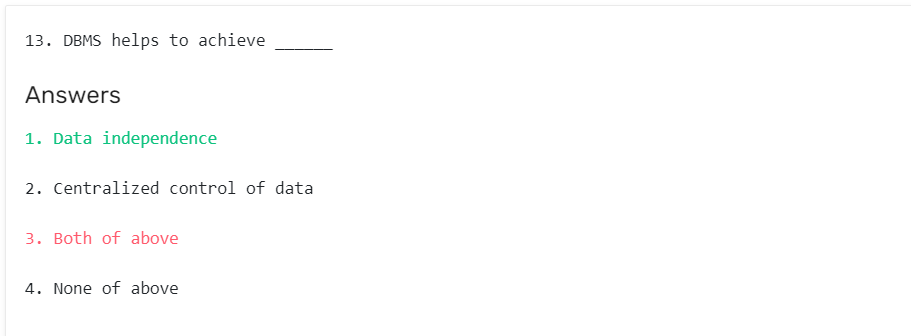 13. DBMS helps to achieve ______
Answers
1. Data independence
2. Centralized control of data
3. Both of above
4. None of above